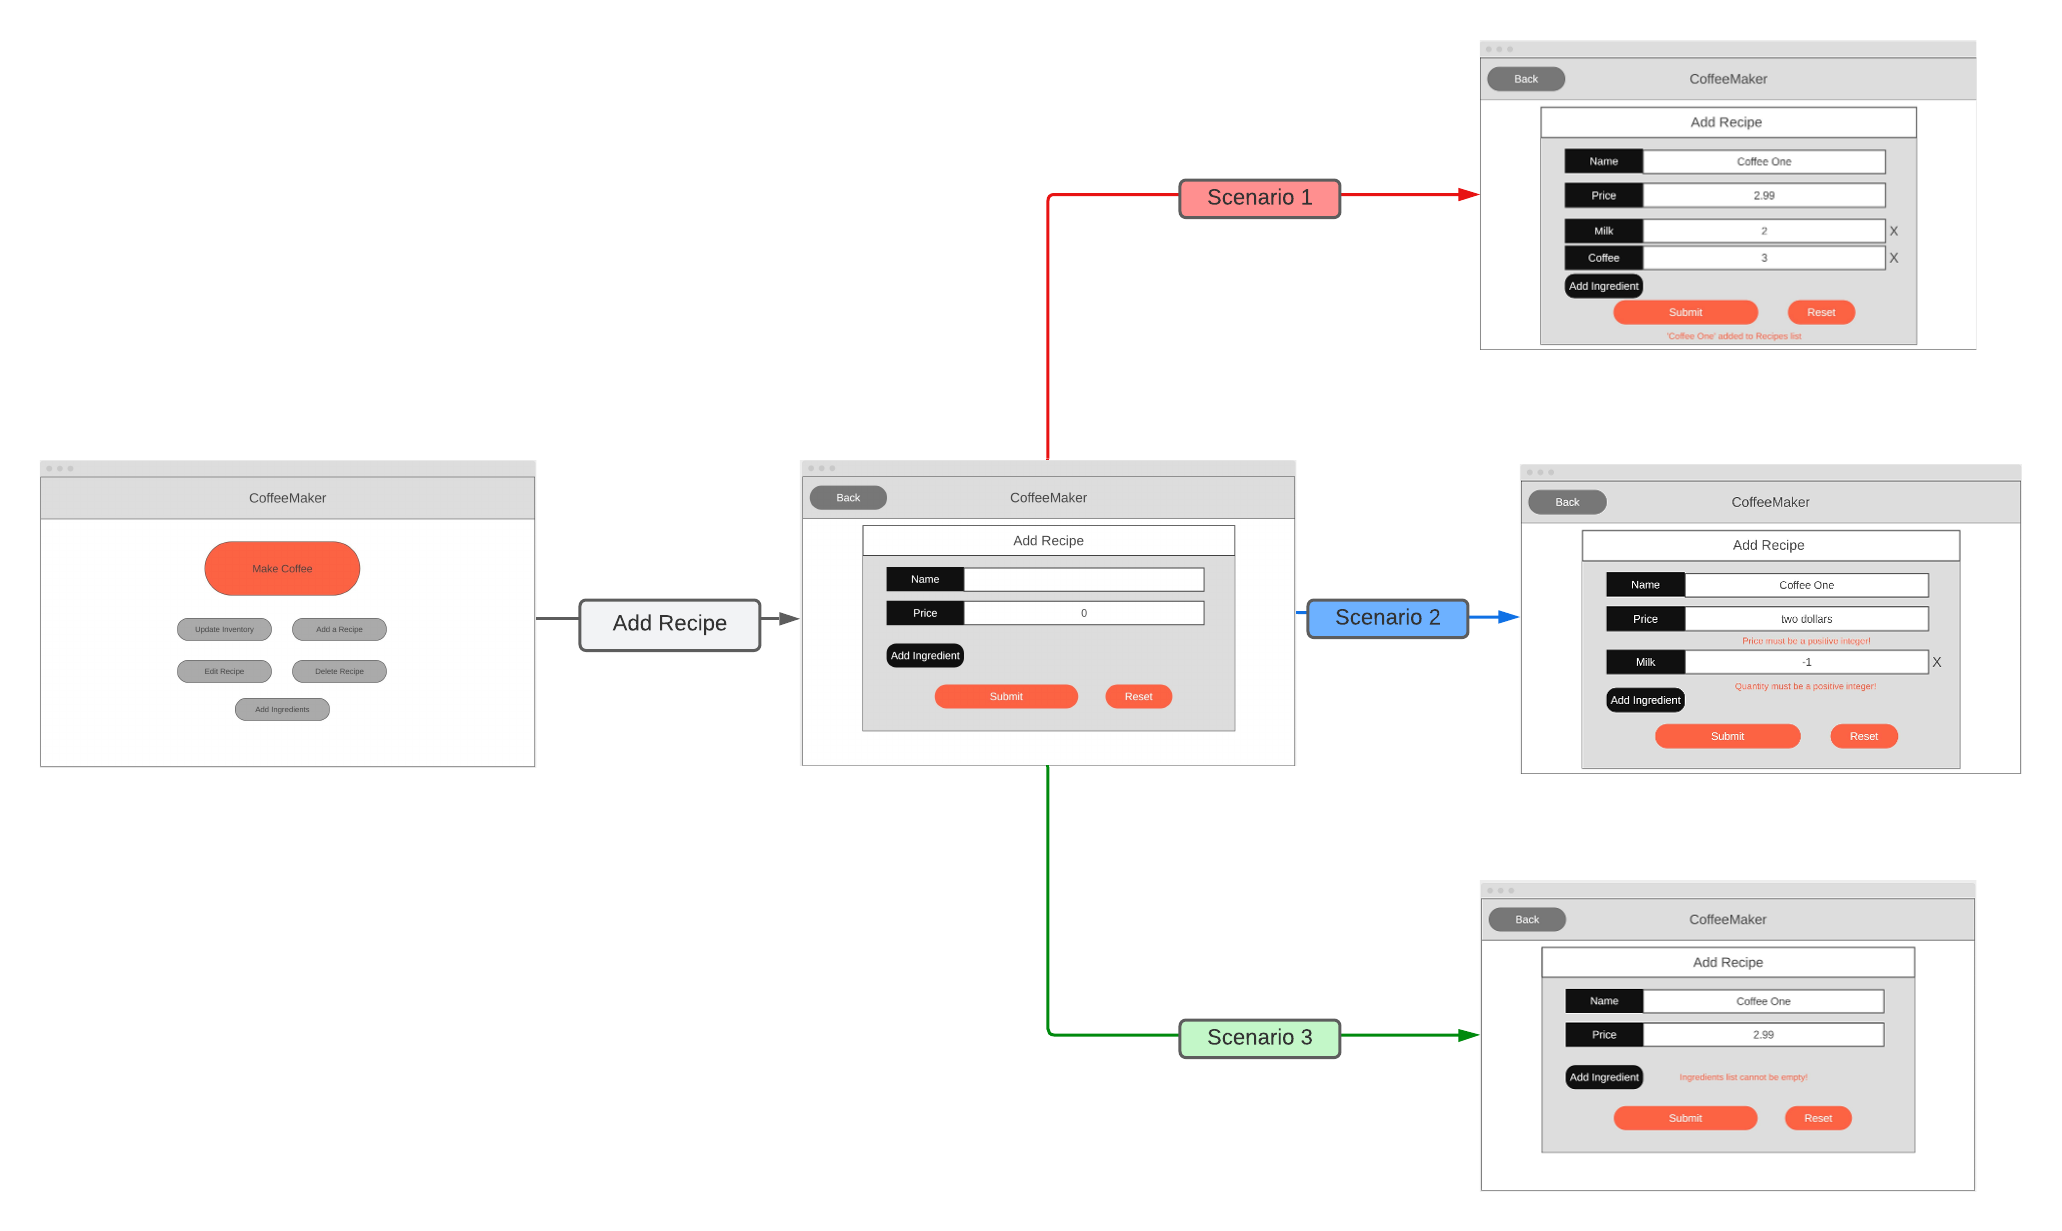 CoffeeMaker
Make Coffee
Update Inventory
Add a Recipe
Edit Recipe
Delete Recipe
Add Ingredients
Add Recipe
Back
CoffeeMaker
Add Recipe
Name
Price 0
Add Ingredient
Submit
Reset
Scenario 1
Back
CoffeeMaker
Add Recipe
Name Coffee One
Price 2.99
Milk 2 X
Coffee 3 X
Add Ingredient
Submit
Reset
'Coffee One' added to Recipes list
Scenario 2
Back
CoffeeMaker
Add Recipe
Name Coffee One
Price two dollars
Price must be a positive integer!
Milk -1 X
Quantity must be a positive integer!
Add Ingredient
Submit
Reset
Scenario 3
Back
CoffeeMaker
Add Recipe
Name Coffee One
Price 2.99
Add Ingredient
Ingredients list cannot be empty!
Submit
Reset